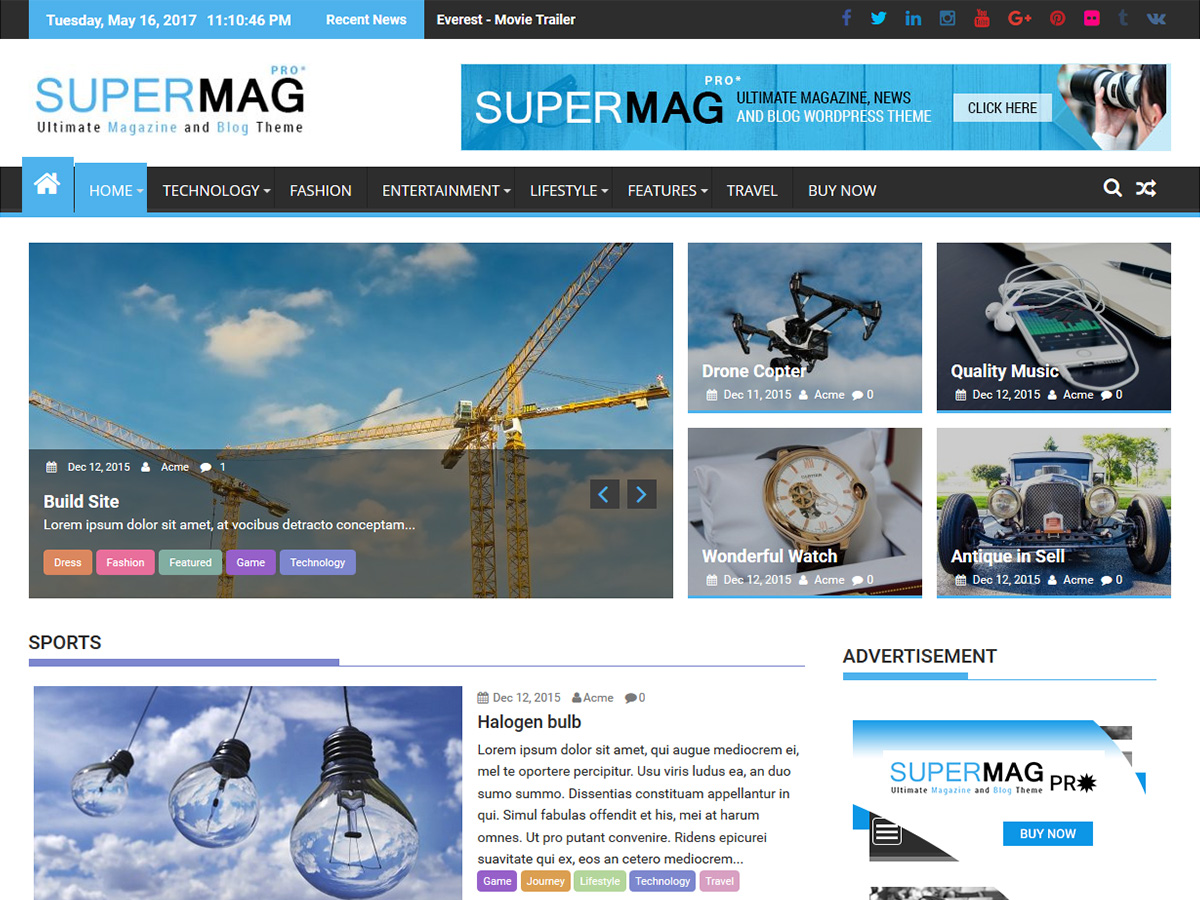 Tuesday, May 16, 2017 11:10:46 PM
Recent News
Everest - Movie Trailer
SUPERMAG PRO*
Ultimate Magazine and Blog Theme
SUPERMAG PRO*
ULTIMATE MAGAZINE, NEWS
AND BLOG WORDPRESS THEME
CLICK HERE
HOME TECHNOLOGY FASHION ENTERTAINMENT LIFESTYLE FEATURES TRAVEL BUY NOW
Dec 12, 2015 Acme 1
Build Site
Lorem ipsum dolor sit amet, at vocibus detracto conceptam...
Dress Fashion Featured Game Technology
Drone Copter
Dec 11, 2015 Acme 0
Quality Music
Dec 12, 2015 Acme 0
Wonderful Watch
Dec 12, 2015 Acme 0
Antique in Sell
Dec 12, 2015 Acme 0
SPORTS
Dec 12, 2015 Acme 0
Halogen bulb
Lorem ipsum dolor sit amet, qui augue mediocrem ei,
mel te oportere percipitur. Usu viris ludus ea, an duo
sumo summo. Dissentias constituam appellantur in
qui. Simul fabulas offendit et his, mei at harum
omnes. Ut pro putant convenire. Ridens epicurei
suavitate qui ex, eos an cetero mediocrem...
Game Journey Lifestyle Technology Travel
ADVERTISEMENT
SUPERMAG PRO
Ultimate Magazine and Blog Theme
BUY NOW